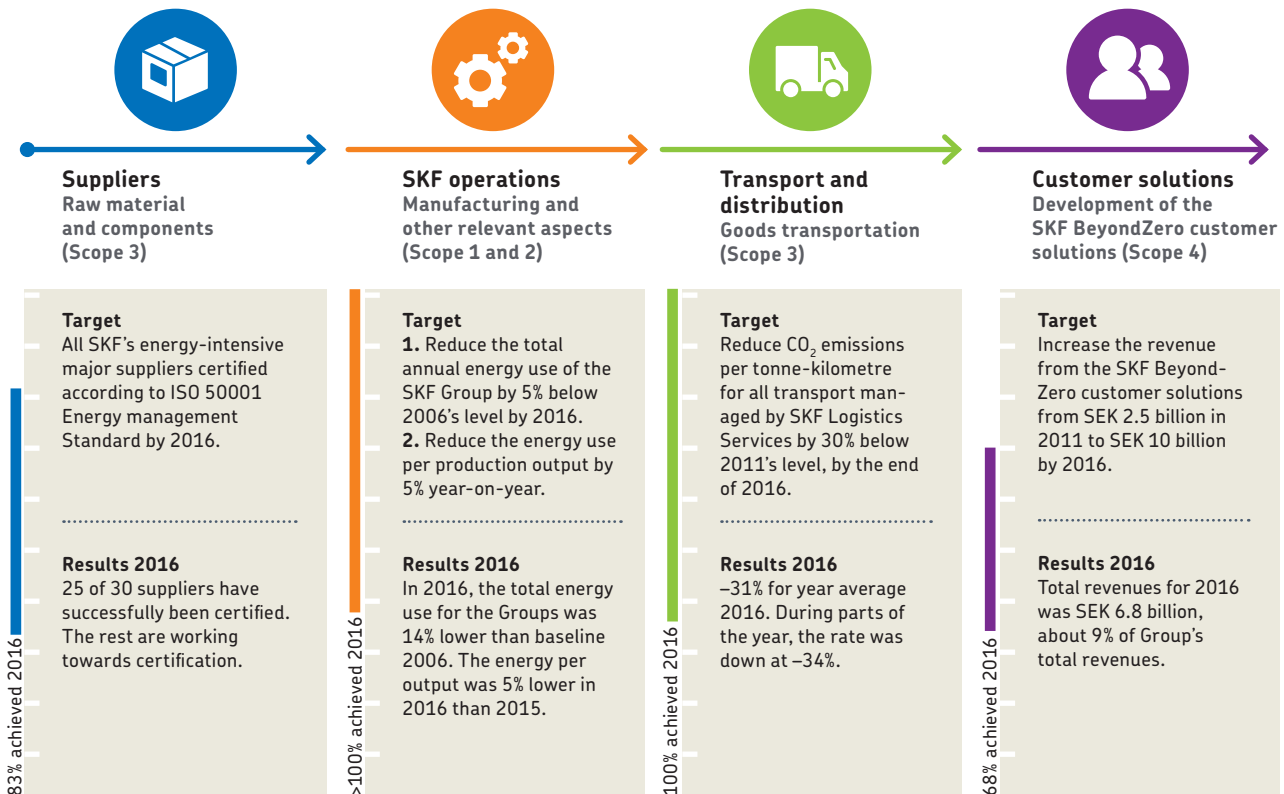 Suppliers
Raw material
and components
(Scope 3)
SKF operations
Manufacturing and
other relevant aspects
(Scope 1 and 2)
Transport and
distribution
Goods transportation
(Scope 3)
Customer solutions
Development of the
SKF BeyondZero customer
solutions (Scope 4)
83% achieved 2016
Target
All SKF's energy-intensive
major suppliers certified
according to ISO 50001
Energy management
Standard by 2016.
Results 2016
25 of 30 suppliers have
successfully been certified.
The rest are working
towards certification.
>100% achieved 2016
Target
1. Reduce the total
annual energy use of the
SKF Group by 5% below
2006's level by 2016.
2. Reduce the energy use
per production output by
5% year-on-year.
Results 2016
In 2016, the total energy
use for the Groups was
14% lower than baseline
2006. The energy per
output was 5% lower in
2016 than 2015.
100% achieved 2016
Target
Reduce CO₂ emissions
per tonne-kilometre
for all transport man-
aged by SKF Logistics
Services by 30% below
2011's level, by the end
of 2016.
Results 2016
–31% for year average
2016. During parts of
the year, the rate was
down at –34%.
68% achieved 2016
Target
Increase the revenue
from the SKF Beyond-
Zero customer solutions
from SEK 2.5 billion in
2011 to SEK 10 billion
by 2016.
Results 2016
Total revenues for 2016
was SEK 6.8 billion,
about 9% of Group's
total revenues.